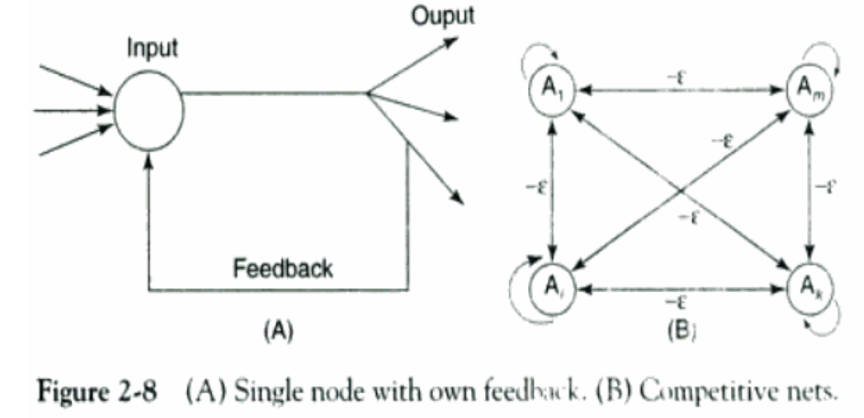 Ouput
Input
Feedback
(A)
A₁
Aₘ
-ε
-ε
-ε
-ε
-ε
Aᵢ
Aₖ
-ε
(B)
Figure 2-8 (A) Single node with own feedback. (B) Competitive nets.